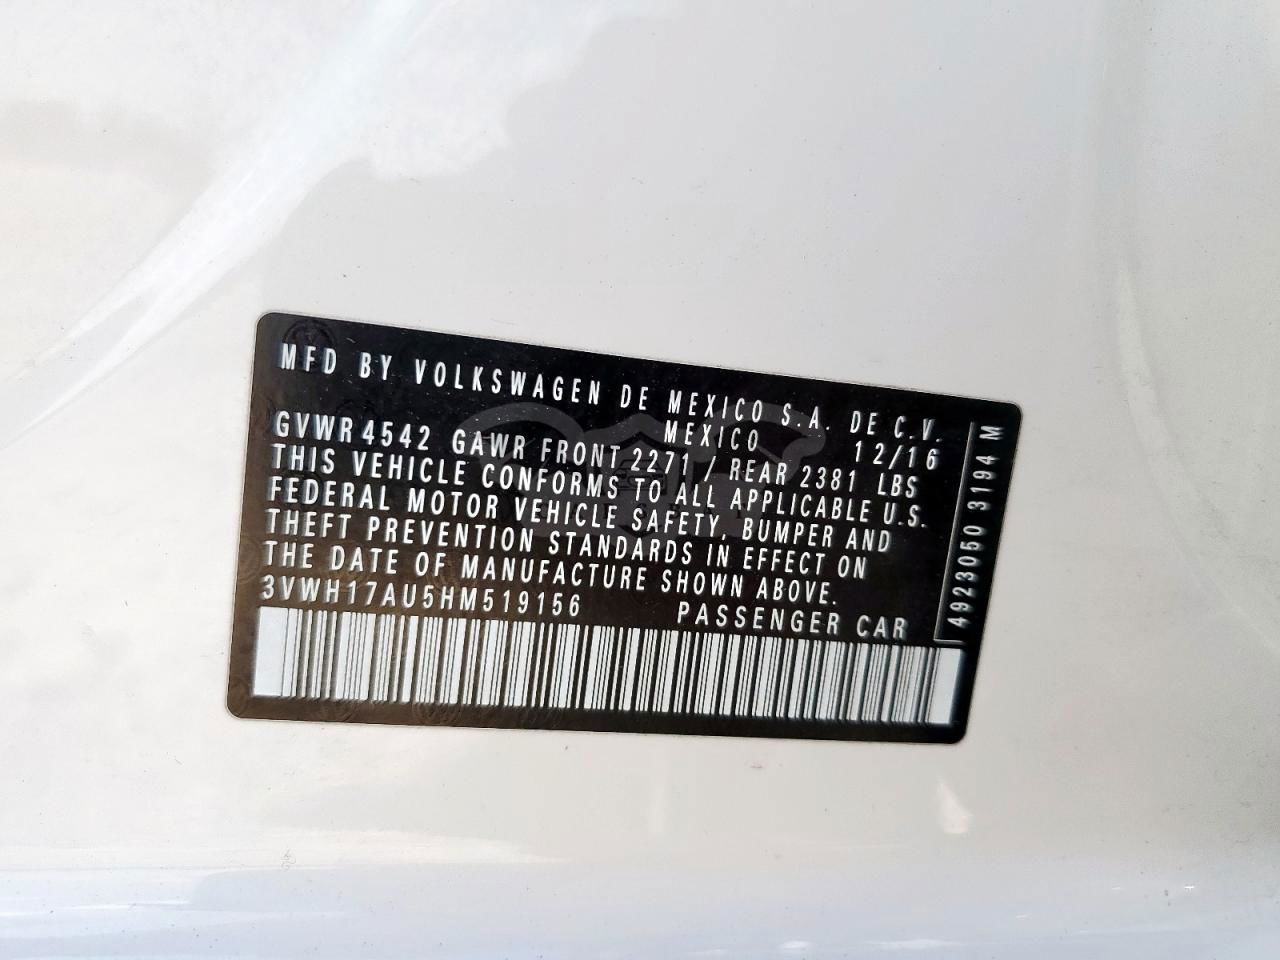 MFD BY VOLKSWAGEN DE MEXICO S.A. DE C.V.
MEXICO 12/16
GVWR 4542 GAWR FRONT 2271 / REAR 2381 LBS
THIS VEHICLE CONFORMS TO ALL APPLICABLE U.S.
FEDERAL MOTOR VEHICLE SAFETY, BUMPER AND
THEFT PREVENTION STANDARDS IN EFFECT ON
THE DATE OF MANUFACTURE SHOWN ABOVE.
3VWH17AU5HM519156 PASSENGER CAR
4923050 3194 M